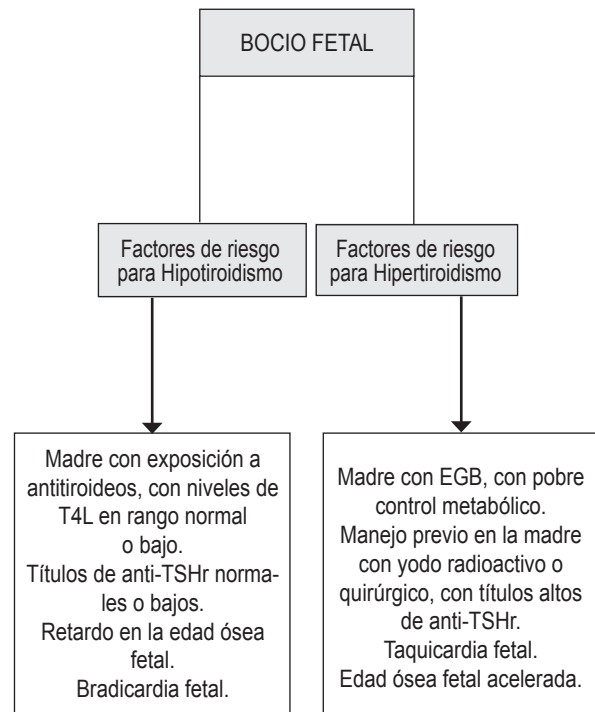 BOCIO FETAL
Factores de riesgo
para Hipotiroidismo
Factores de riesgo
para Hipertiroidismo
Madre con exposición a
antitiroideos, con niveles de
T4L en rango normal
o bajo.
Títulos de anti-TSHr norma-
les o bajos.
Retardo en la edad ósea
fetal.
Bradicardia fetal.
Madre con EGB, con pobre
control metabólico.
Manejo previo en la madre
con yodo radioactivo o
quirúrgico, con títulos altos
de anti-TSHr.
Taquicardia fetal.
Edad ósea fetal acelerada.